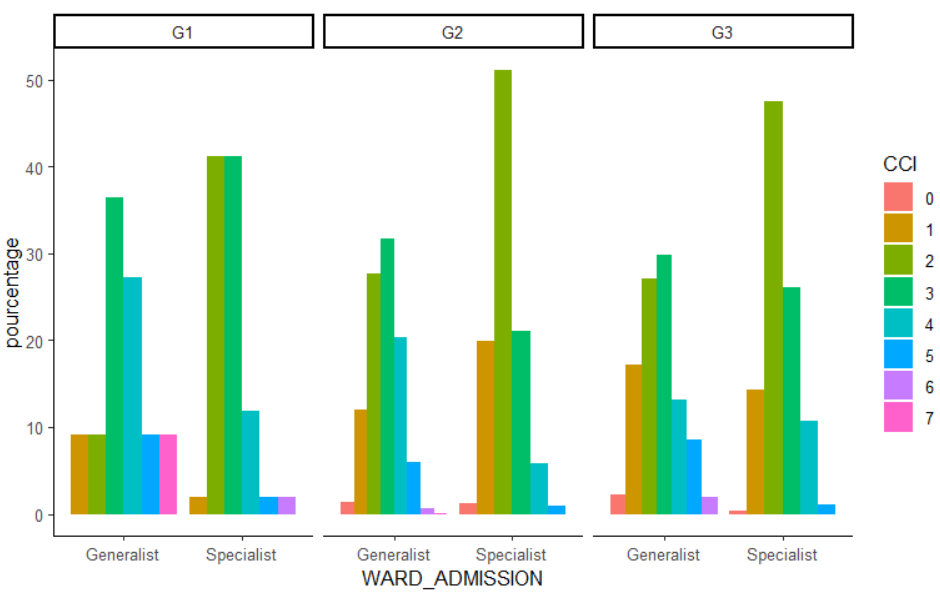 G1 G2 G3
50
40
30
20
10
0
pourcentage
Generalist Specialist Generalist Specialist Generalist Specialist
WARD_ADMISSION
CCI
0
1
2
3
4
5
6
7